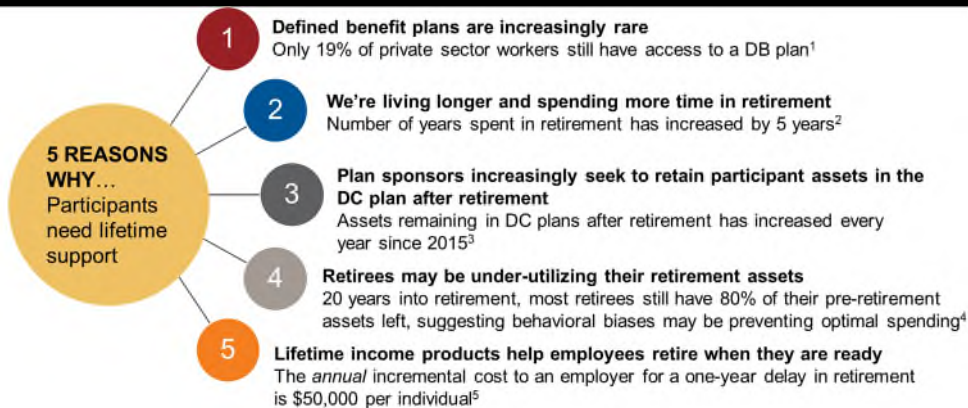 5 REASONS
WHY…
Participants
need lifetime
support
1
Defined benefit plans are increasingly rare
Only 19% of private sector workers still have access to a DB plan¹
2
We're living longer and spending more time in retirement
Number of years spent in retirement has increased by 5 years²
3
Plan sponsors increasingly seek to retain participant assets in the
DC plan after retirement
Assets remaining in DC plans after retirement has increased every
year since 2015³
4
Retirees may be under-utilizing their retirement assets
20 years into retirement, most retirees still have 80% of their pre-retirement
assets left, suggesting behavioral biases may be preventing optimal spending⁴
5
Lifetime income products help employees retire when they are ready
The annual incremental cost to an employer for a one-year delay in retirement
is $50,000 per individual⁵